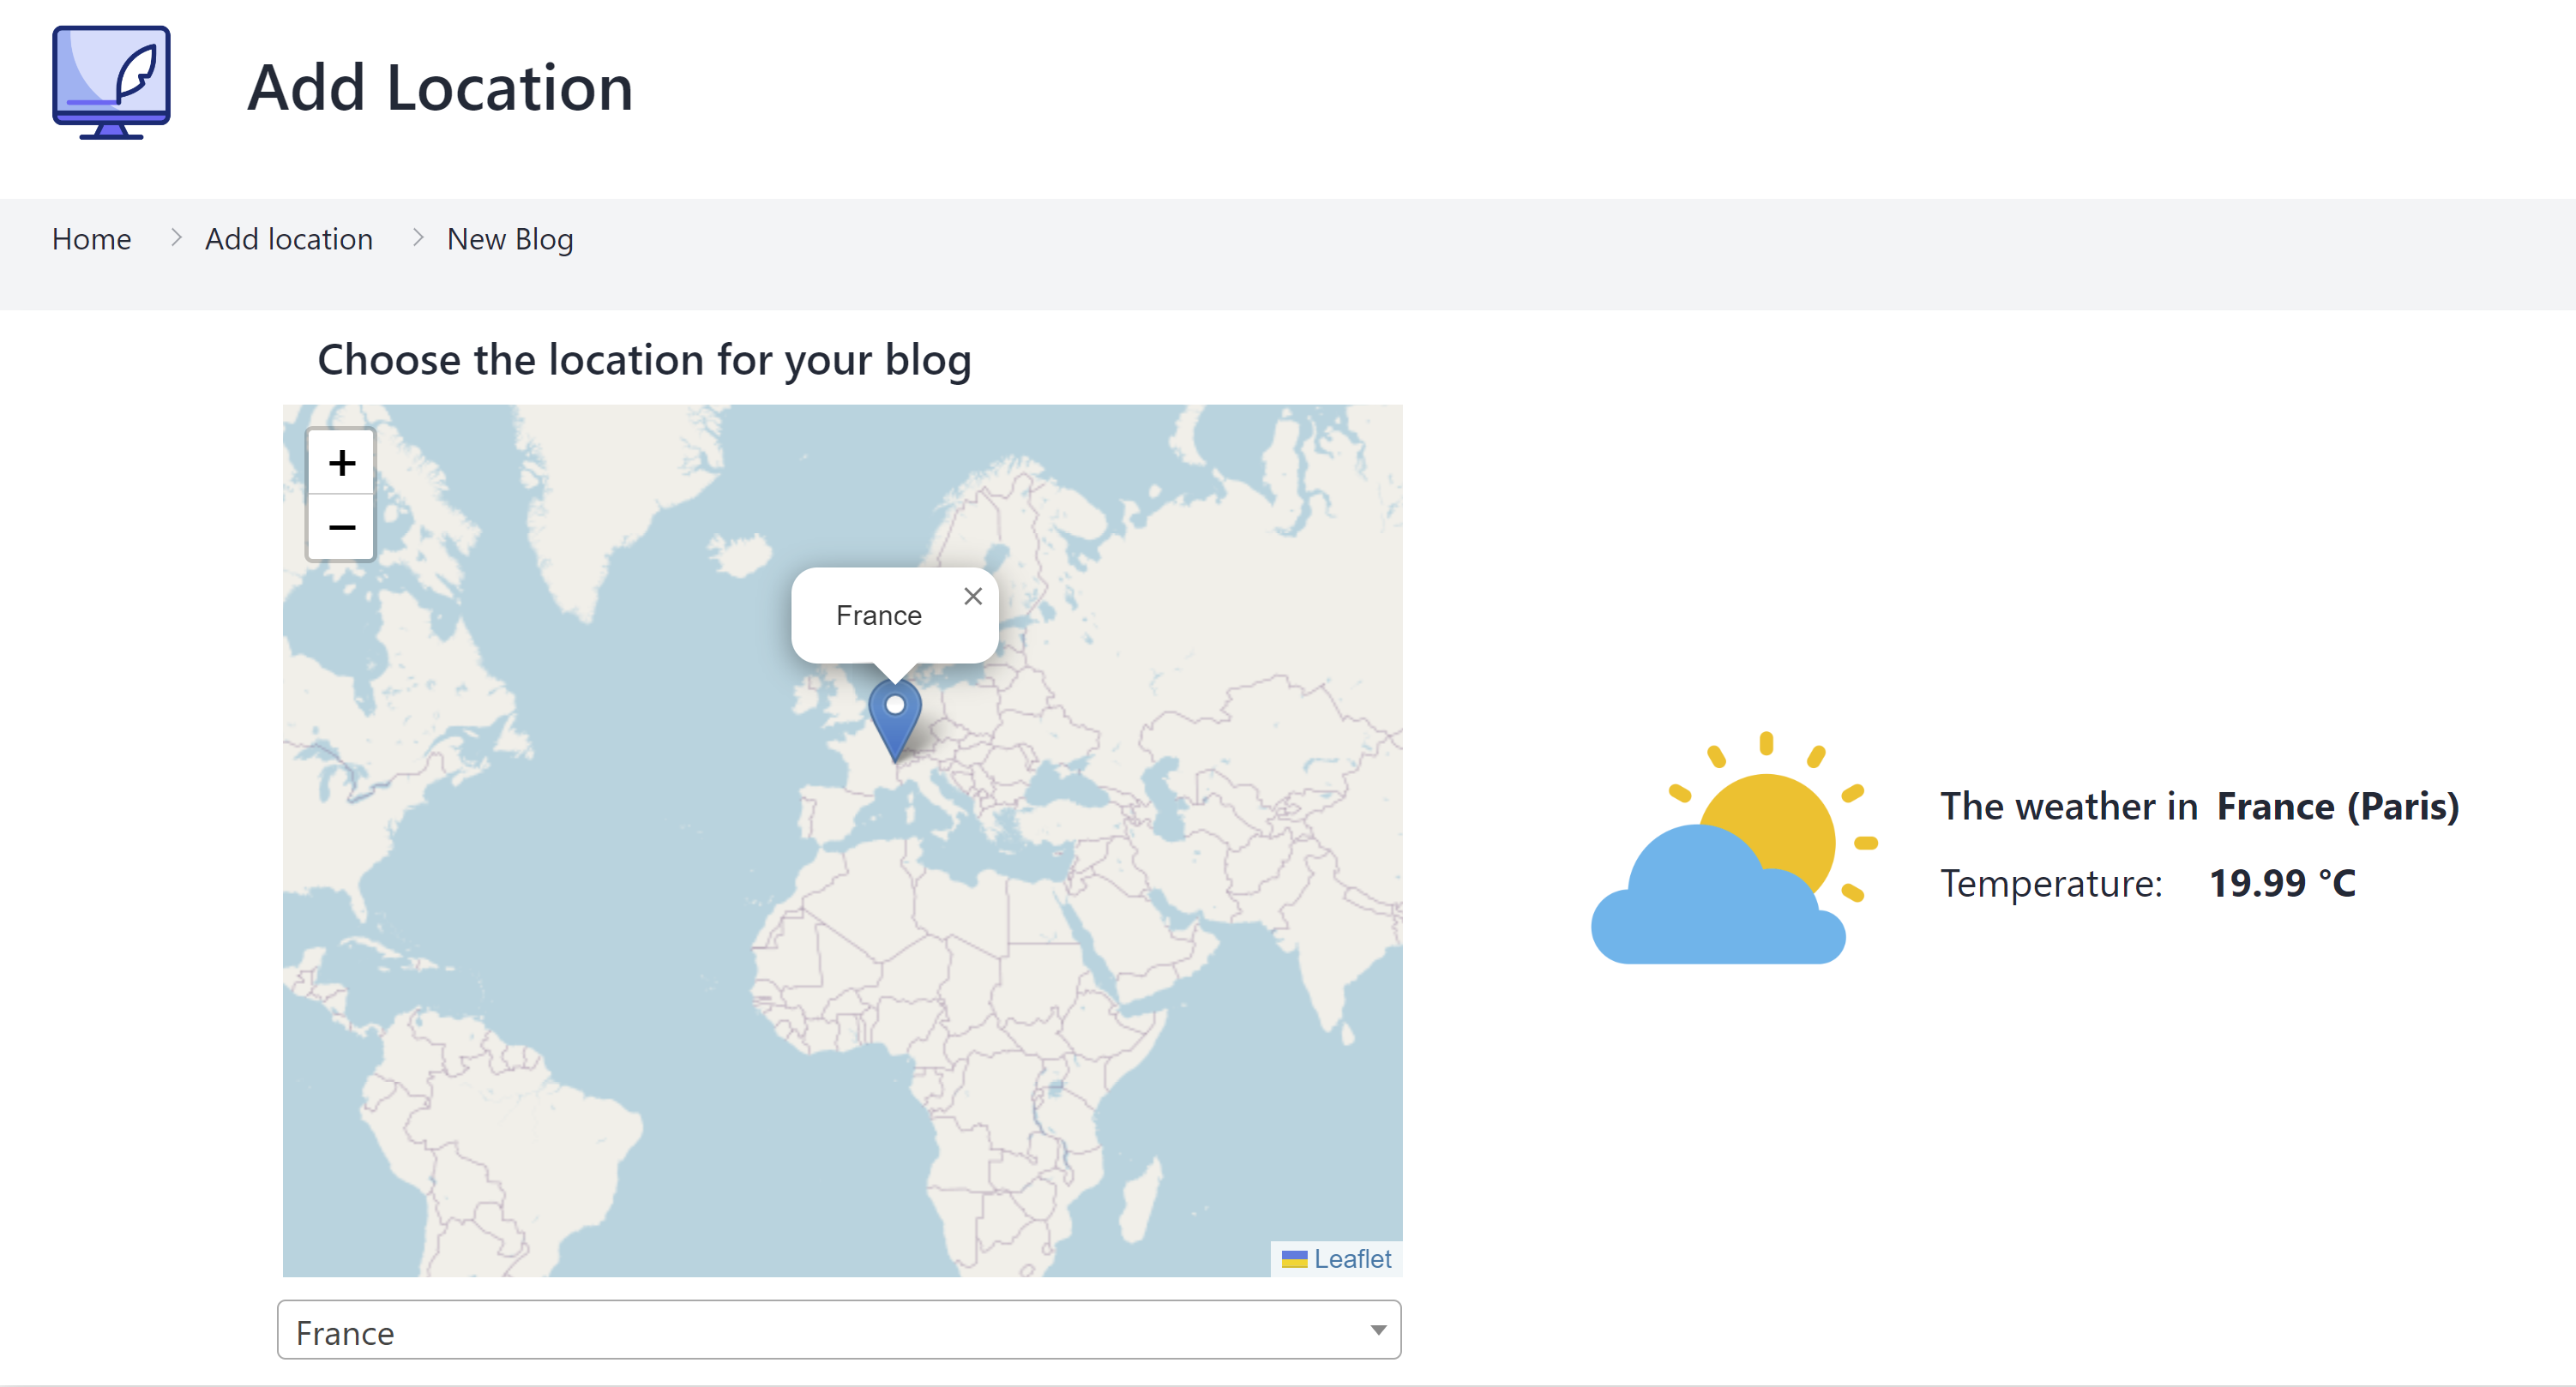 Add Location
Home > Add location > New Blog
Choose the location for your blog
+
−
France ×
Leaflet
France
The weather in France (Paris)
Temperature: 19.99 °C